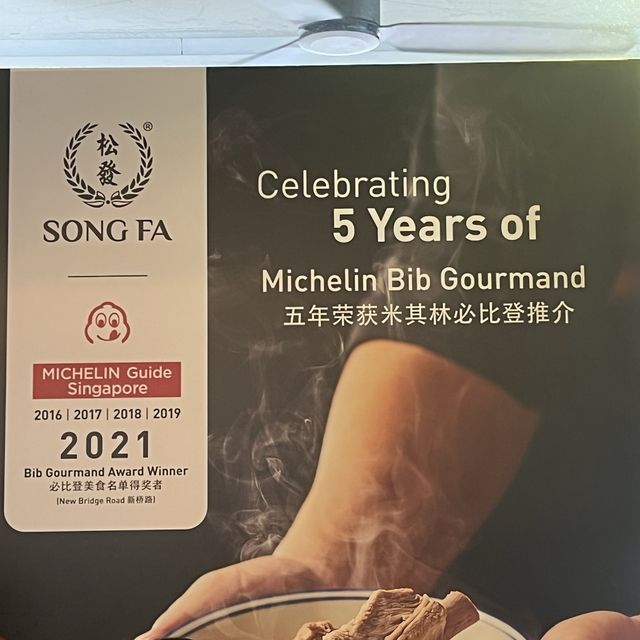 松
發
®
SONG FA
MICHELIN Guide
Singapore
2016 | 2017 | 2018 | 2019
2021
Bib Gourmand Award Winner
必比登美食名单得奖者
(New Bridge Road 新桥路)
Celebrating
5 Years of
Michelin Bib Gourmand
五年荣获米其林必比登推介